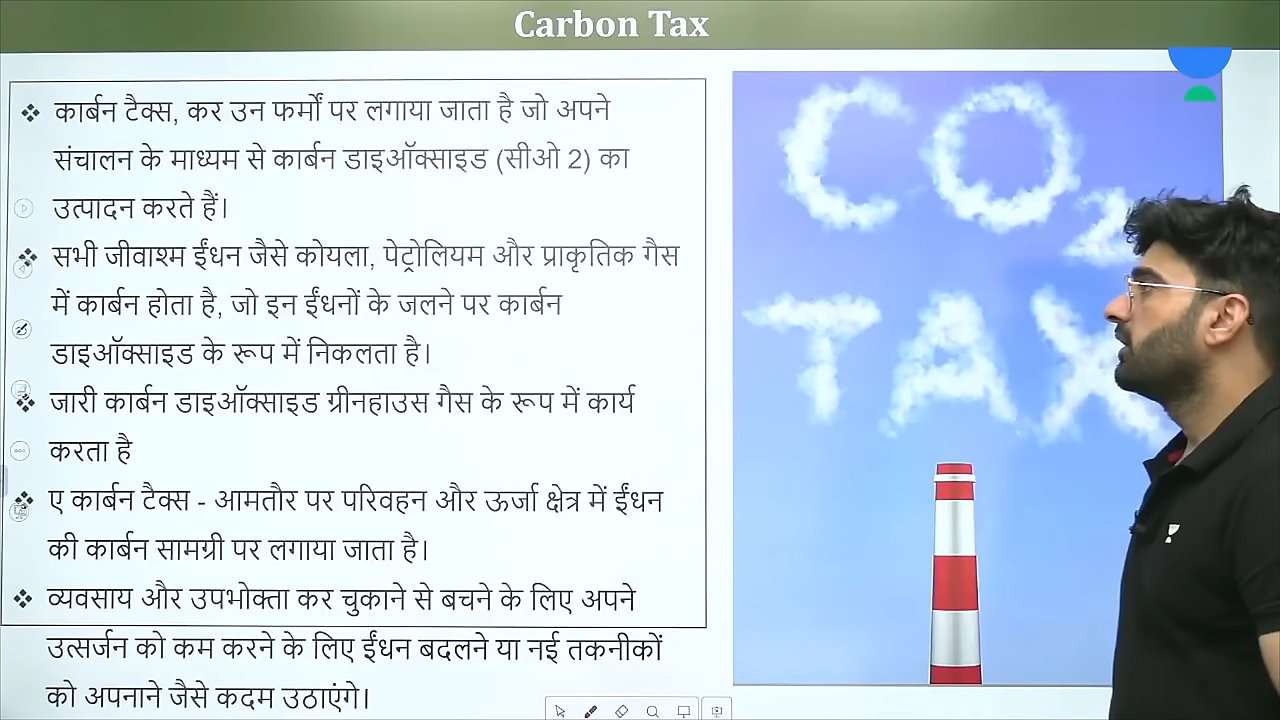 Carbon Tax
कार्बन टैक्स, कर उन फर्मों पर लगाया जाता है जो अपने
संचालन के माध्यम से कार्बन डाइऑक्साइड (सीओ 2) का
उत्पादन करते हैं।
सभी जीवाश्म ईंधन जैसे कोयला, पेट्रोलियम और प्राकृतिक गैस
में कार्बन होता है, जो इन ईंधनों के जलने पर कार्बन
डाइऑक्साइड के रूप में निकलता है।
जारी कार्बन डाइऑक्साइड ग्रीनहाउस गैस के रूप में कार्य
करता है
ए कार्बन टैक्स - आमतौर पर परिवहन और ऊर्जा क्षेत्र में ईंधन
की कार्बन सामग्री पर लगाया जाता है।
व्यवसाय और उपभोक्ता कर चुकाने से बचने के लिए अपने
उत्सर्जन को कम करने के लिए ईंधन बदलने या नई तकनीकों
को अपनाने जैसे कदम उठाएंगे।
CO2
TAX